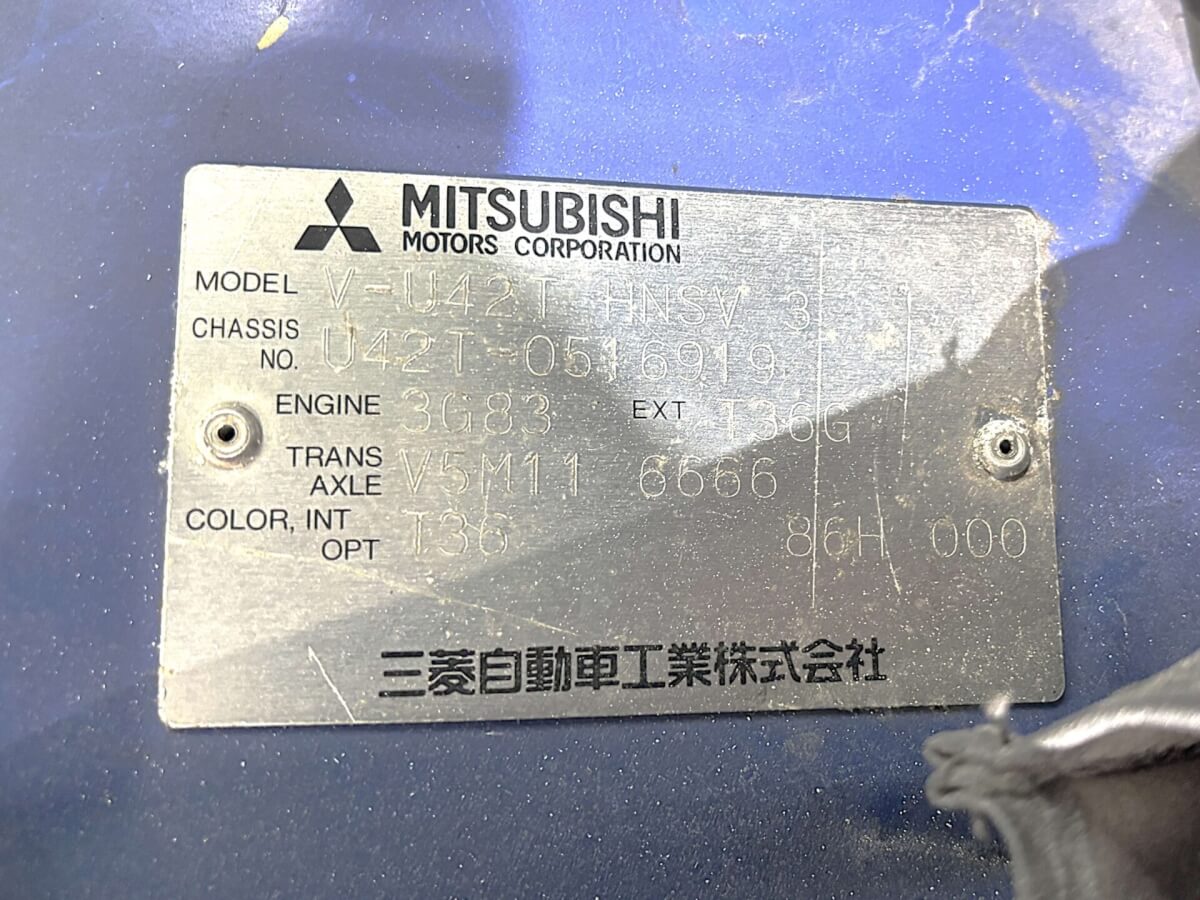 MITSUBISHI
MOTORS CORPORATION
MODEL V-U42T HNSV 3
CHASSIS
NO. U42T-0516919
ENGINE 3G83 EXT T36G
TRANS
AXLE V5M11 6666
COLOR, INT
OPT T36 86H 000
三菱自動車工業株式会社